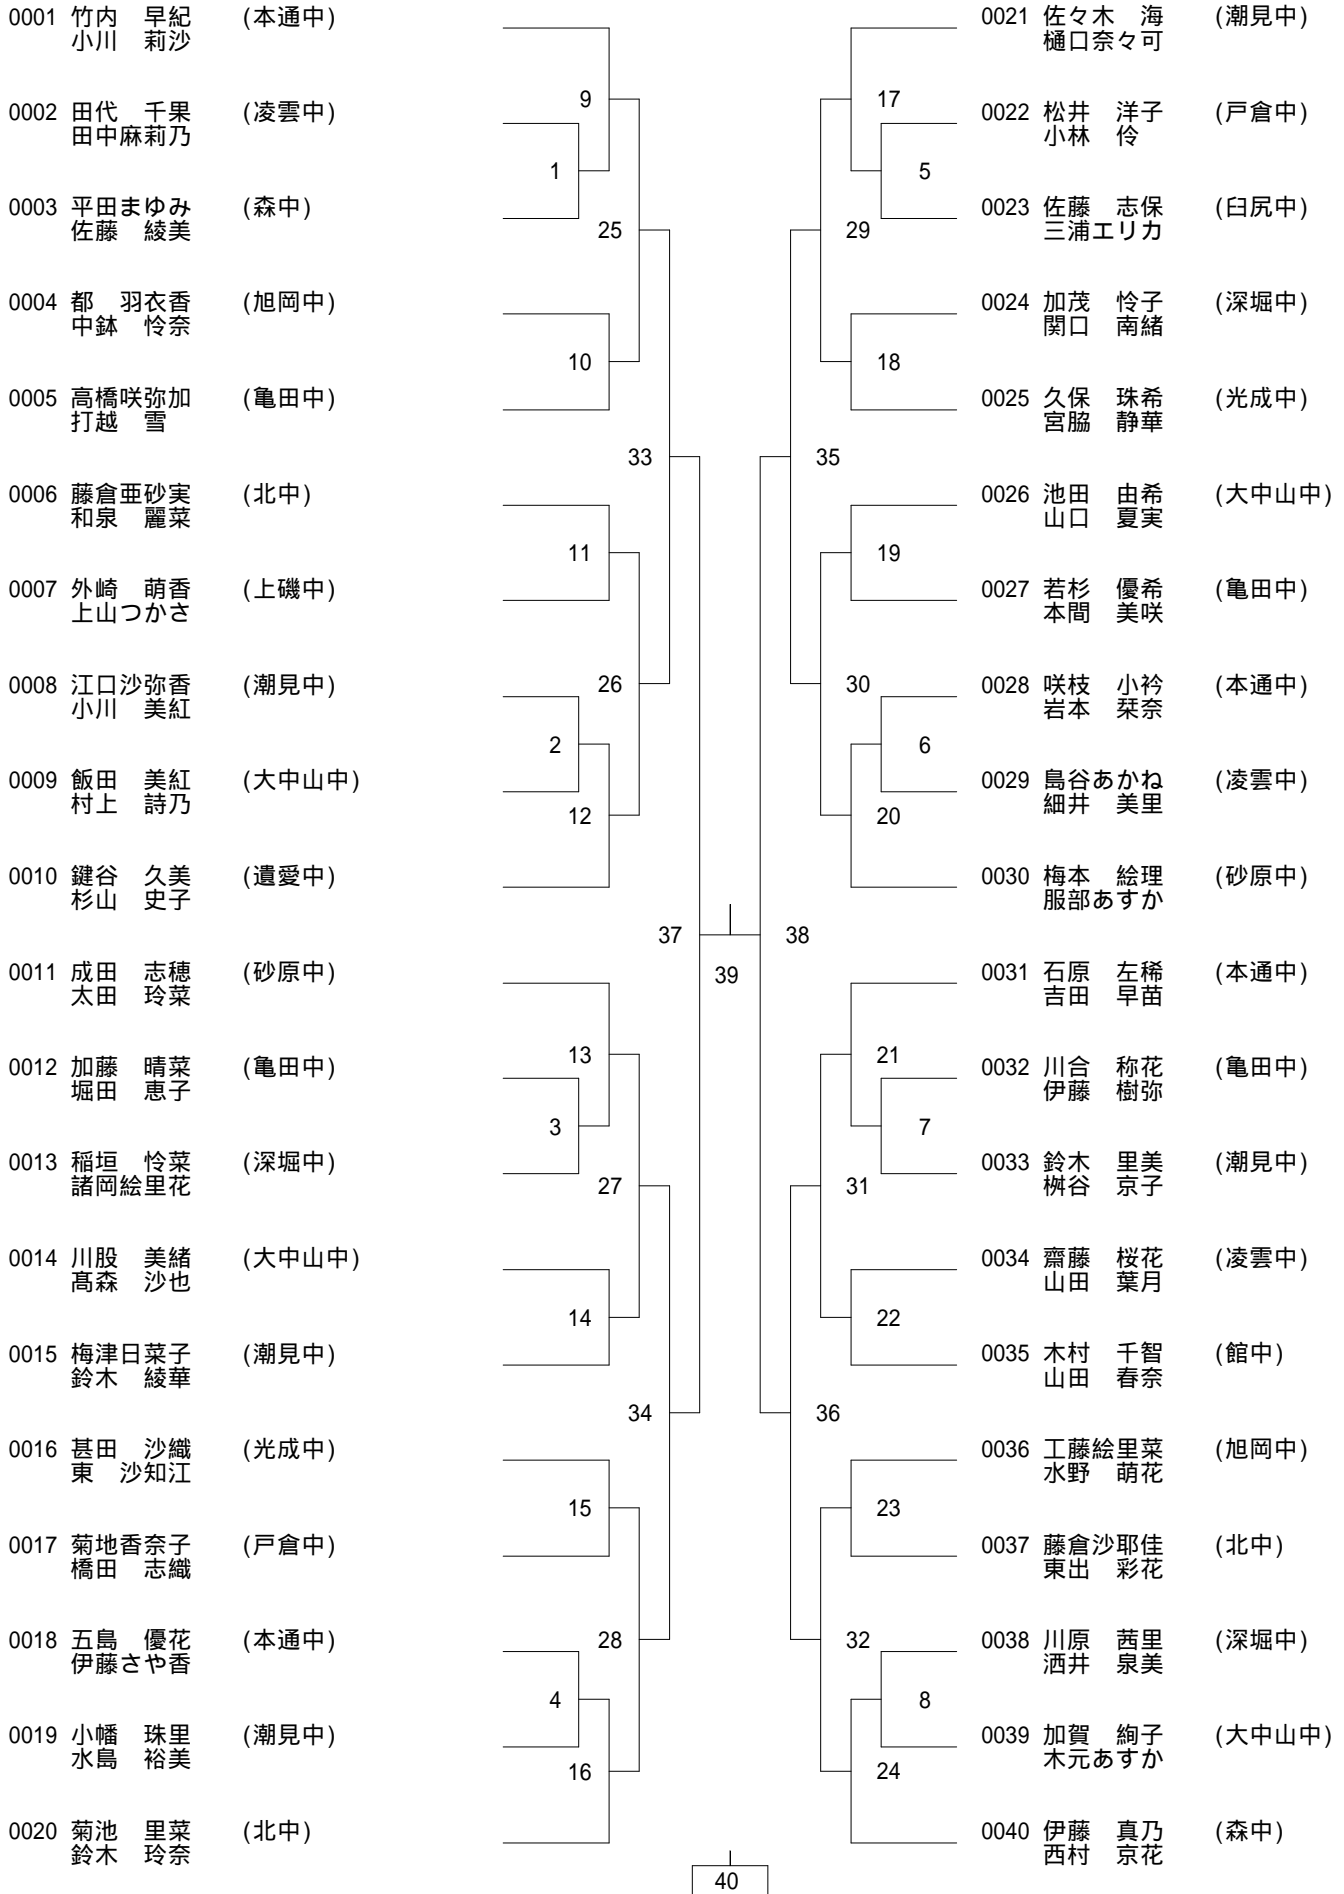 0001 竹内　早紀 (本通中)
小川　莉沙
0002 田代　千果 (凌雲中)
田中麻莉乃
0003 平田まゆみ (森中)
佐藤　綾美
0004 都　羽衣香 (旭岡中)
中鉢　怜奈
0005 高橋咲弥加 (亀田中)
打越　雪
0006 藤倉亜砂実 (北中)
和泉　麗菜
0007 外崎　萌香 (上磯中)
上山つかさ
0008 江口沙弥香 (潮見中)
小川　美紅
0009 飯田　美紅 (大中山中)
村上　詩乃
0010 鍵谷　久美 (遺愛中)
杉山　史子
0011 成田　志穂 (砂原中)
太田　玲菜
0012 加藤　晴菜 (亀田中)
堀田　恵子
0013 稲垣　怜菜 (深堀中)
諸岡絵里花
0014 川股　美緒 (大中山中)
髙森　沙也
0015 梅津日菜子 (潮見中)
鈴木　綾華
0016 甚田　沙織 (光成中)
東　沙知江
0017 菊地香奈子 (戸倉中)
橋田　志織
0018 五島　優花 (本通中)
伊藤さや香
0019 小幡　珠里 (潮見中)
水島　裕美
0020 菊池　里菜 (北中)
鈴木　玲奈
9
1
25
10
33
11
26
2
12
37
13
3
27
14
34
15
28
4
16
39
40
38
17
5
29
18
35
19
30
6
20
21
7
31
22
36
23
32
8
24
0021 佐々木　海 (潮見中)
樋口奈々可
0022 松井　洋子 (戸倉中)
小林　伶
0023 佐藤　志保 (臼尻中)
三浦エリカ
0024 加茂　怜子 (深堀中)
関口　南緒
0025 久保　珠希 (光成中)
宮脇　静華
0026 池田　由希 (大中山中)
山口　夏実
0027 若杉　優希 (亀田中)
本間　美咲
0028 咲枝　小衿 (本通中)
岩本　栞奈
0029 島谷あかね (凌雲中)
細井　美里
0030 梅本　絵理 (砂原中)
服部あすか
0031 石原　左稀 (本通中)
吉田　早苗
0032 川合　称花 (亀田中)
伊藤　樹弥
0033 鈴木　里美 (潮見中)
桝谷　京子
0034 齋藤　桜花 (凌雲中)
山田　葉月
0035 木村　千智 (館中)
山田　春奈
0036 工藤絵里菜 (旭岡中)
水野　萌花
0037 藤倉沙耶佳 (北中)
東出　彩花
0038 川原　茜里 (深堀中)
洒井　泉美
0039 加賀　絢子 (大中山中)
木元あすか
0040 伊藤　真乃 (森中)
西村　京花